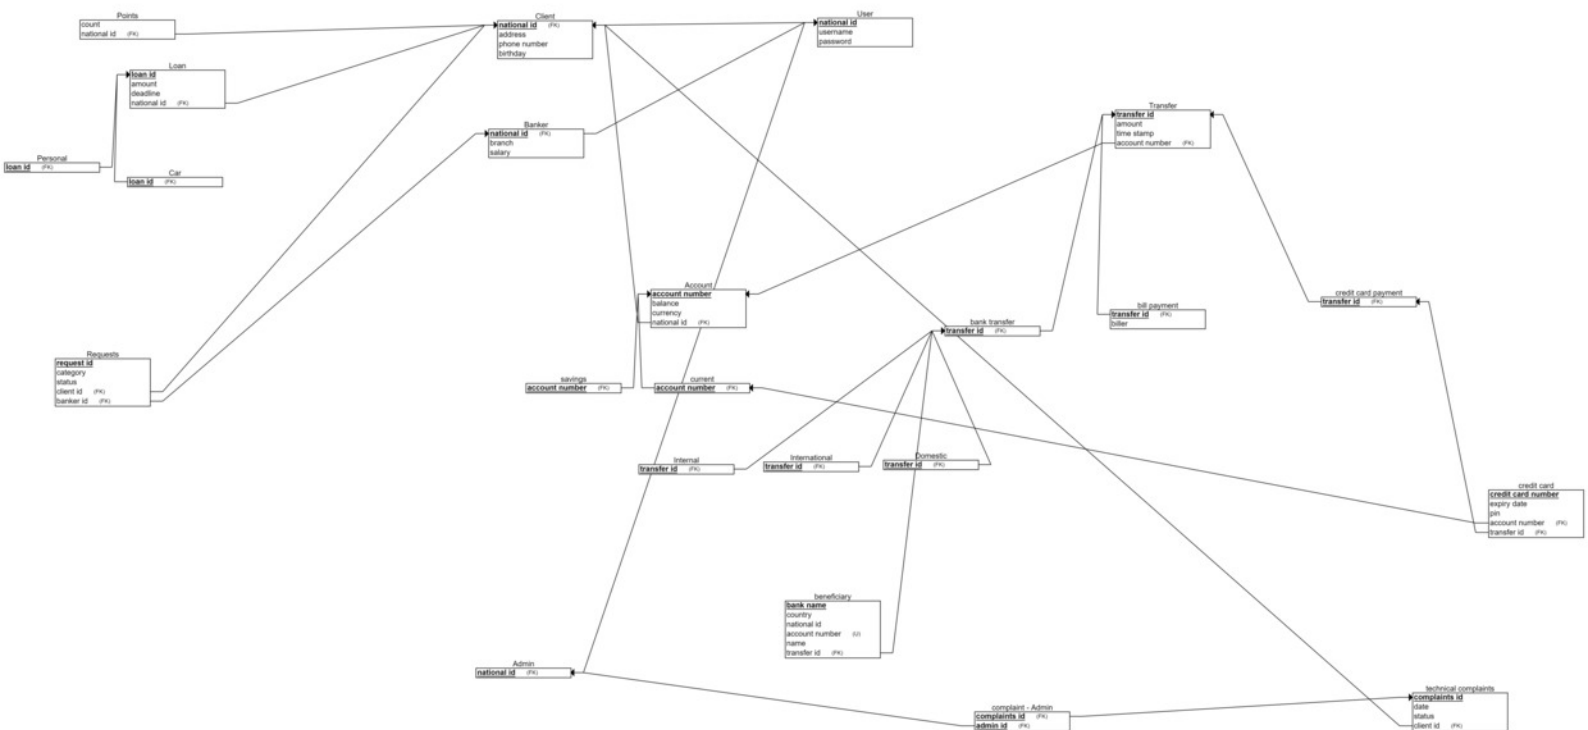 Points
count
national id (FK)
Client
national id (FK)
address
phone number
birthday
User
national id
username
password
Loan
loan id
amount
deadline
national id (FK)
Banker
national id (FK)
branch
salary
Transfer
transfer id
amount
time stamp
account number (FK)
Personal
loan id (FK)
Car
loan id (FK)
Account
account number
balance
currency
national id (FK)
credit card payment
transfer id (FK)
bill payment
transfer id (FK)
biller
bank transfer
transfer id (FK)
Requests
request id
category
status
client id (FK)
banker id (FK)
savings
account number (FK)
current
account number (FK)
Internal
transfer id (FK)
International
transfer id (FK)
Domestic
transfer id (FK)
credit card
credit card number
expiry date
pin
account number (FK)
transfer id (FK)
beneficiary
bank name
country
national id
account number (U)
name
transfer id (FK)
Admin
national id (FK)
complaint - Admin
complaints id (FK)
admin id (FK)
technical complaints
complaints id
date
status
client id (FK)